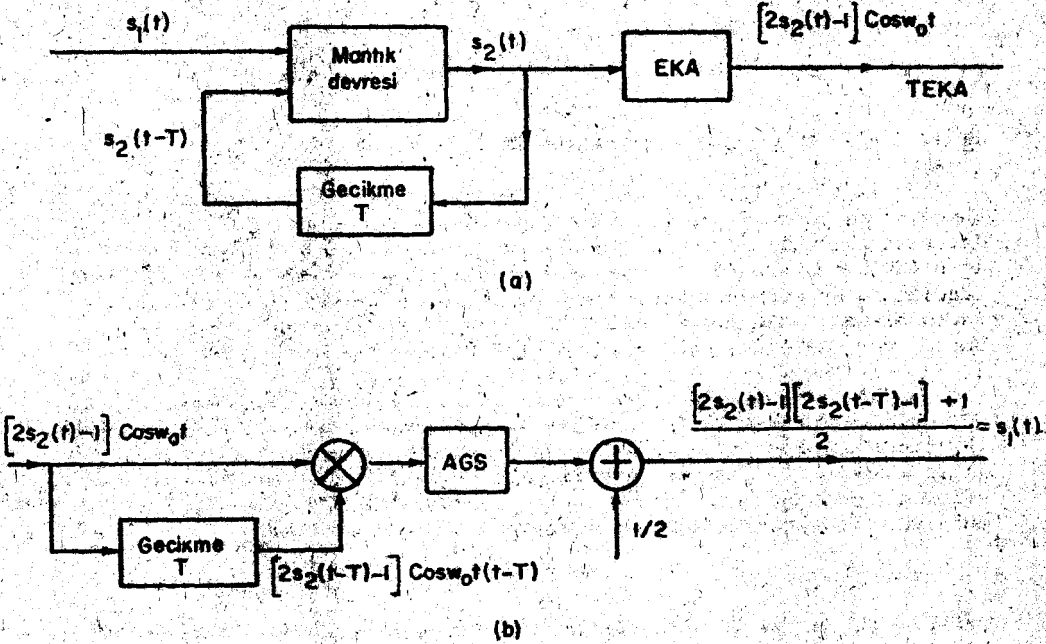 s₁(t)
Mantık
devresi
s₂(t)
EKA
[2s₂(t)-1] Cosw₀t
TEKA
s₂(t-T)
Gecikme
T
(a)
[2s₂(t)-1] Cosw₀t
AGS
[2s₂(t)-1][2s₂(t-T)-1] +1
2
= s₁(t).
1/2
Gecikme
T
[2s₂(t-T)-1] Cosw₀t(t-T)
(b)